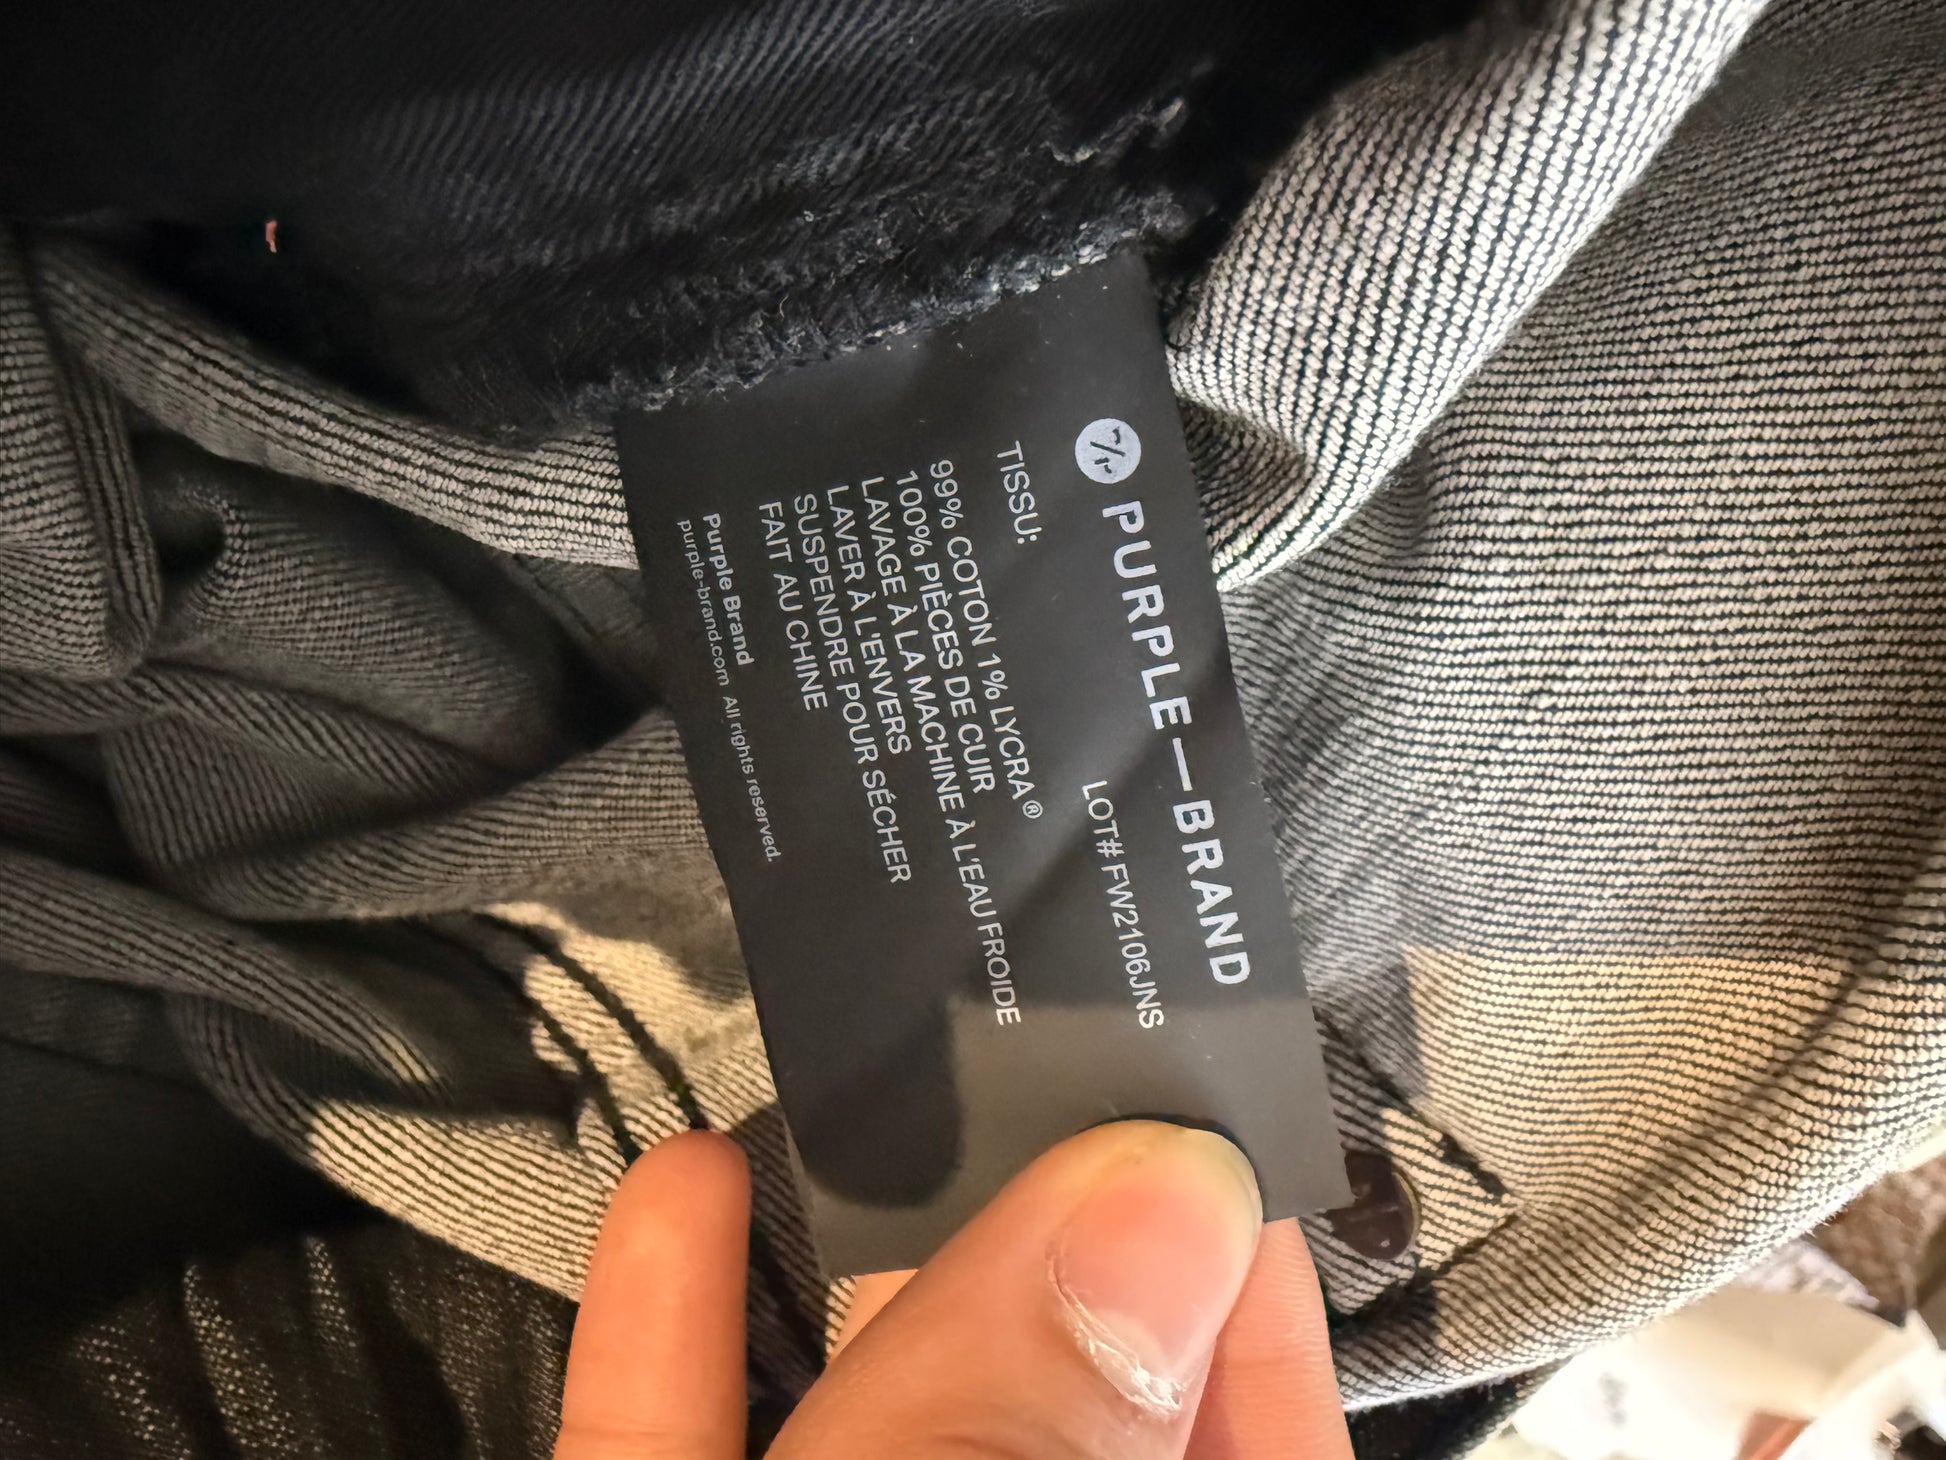 PURPLE—BRAND
LOT# FW2106JNS
TISSU:
99% COTON 1% LYCRA®
100% PIÈCES DE CUIR
LAVAGE À LA MACHINE À L'EAU FROIDE
LAVER À L'ENVERS
SUSPENDRE POUR SÉCHER
FAIT AU CHINE
Purple Brand
purple-brand.com All rights reserved.